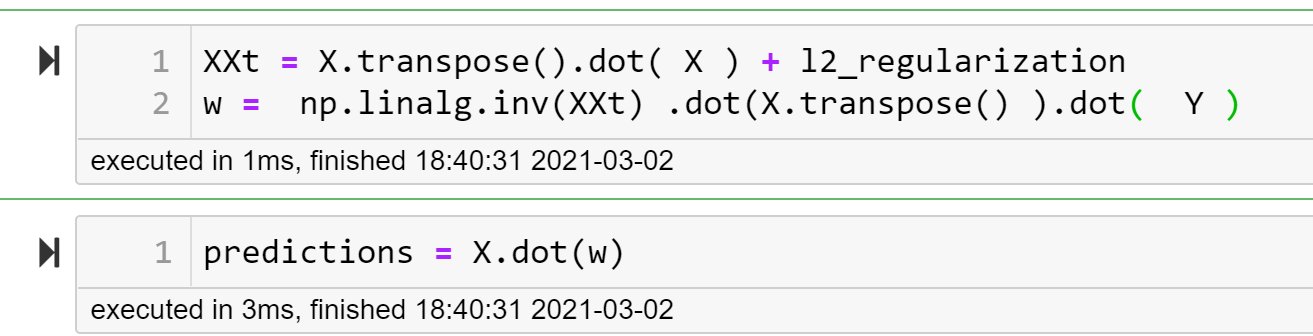 1 XXt = X.transpose().dot( X ) + l2_regularization
2 w =  np.linalg.inv(XXt) .dot(X.transpose() ).dot(  Y )
executed in 1ms, finished 18:40:31 2021-03-02
1 predictions = X.dot(w)
executed in 3ms, finished 18:40:31 2021-03-02